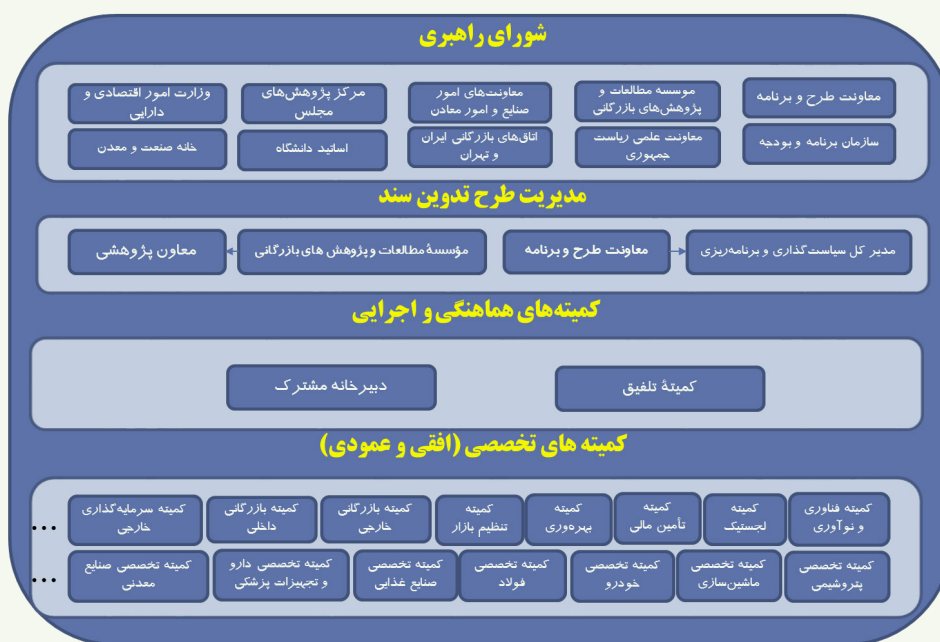 شورای راهبری
معاونت طرح و برنامه
موسسه مطالعات و
پژوهش‌های بازرگانی
معاونت‌های امور
صنایع و امور معادن
مرکز پژوهش‌های
مجلس
وزارت امور اقتصادی و
دارایی
سازمان برنامه و بودجه
معاونت علمی ریاست
جمهوری
اتاق‌های بازرگانی ایران
و تهران
اساتید دانشگاه
خانه صنعت و معدن
مدیریت طرح تدوین سند
مدیر کل سیاست‌گذاری و برنامه‌ریزی
معاونت طرح و برنامه
مؤسسۀ مطالعات و پژوهش های بازرگانی
معاون پژوهشی
کمیته‌های هماهنگی و اجرایی
کمیتۀ تلفیق
دبیرخانه مشترک
کمیته های تخصصی (افقی و عمودی)
کمیته فناوری
و نوآوری
کمیته
لجستیک
کمیته
تأمین مالی
کمیته
بهره‌وری
کمیته
تنظیم بازار
کمیته بازرگانی
خارجی
کمیته بازرگانی
داخلی
کمیته سرمایه‌گذاری
خارجی
...
کمیته تخصصی
پتروشیمی
کمیته تخصصی
ماشین‌سازی
کمیته تخصصی
خودرو
کمیته تخصصی
فولاد
کمیته تخصصی
صنایع غذایی
کمیته تخصصی دارو
و تجهیزات پزشکی
کمیته تخصصی صنایع
معدنی
...